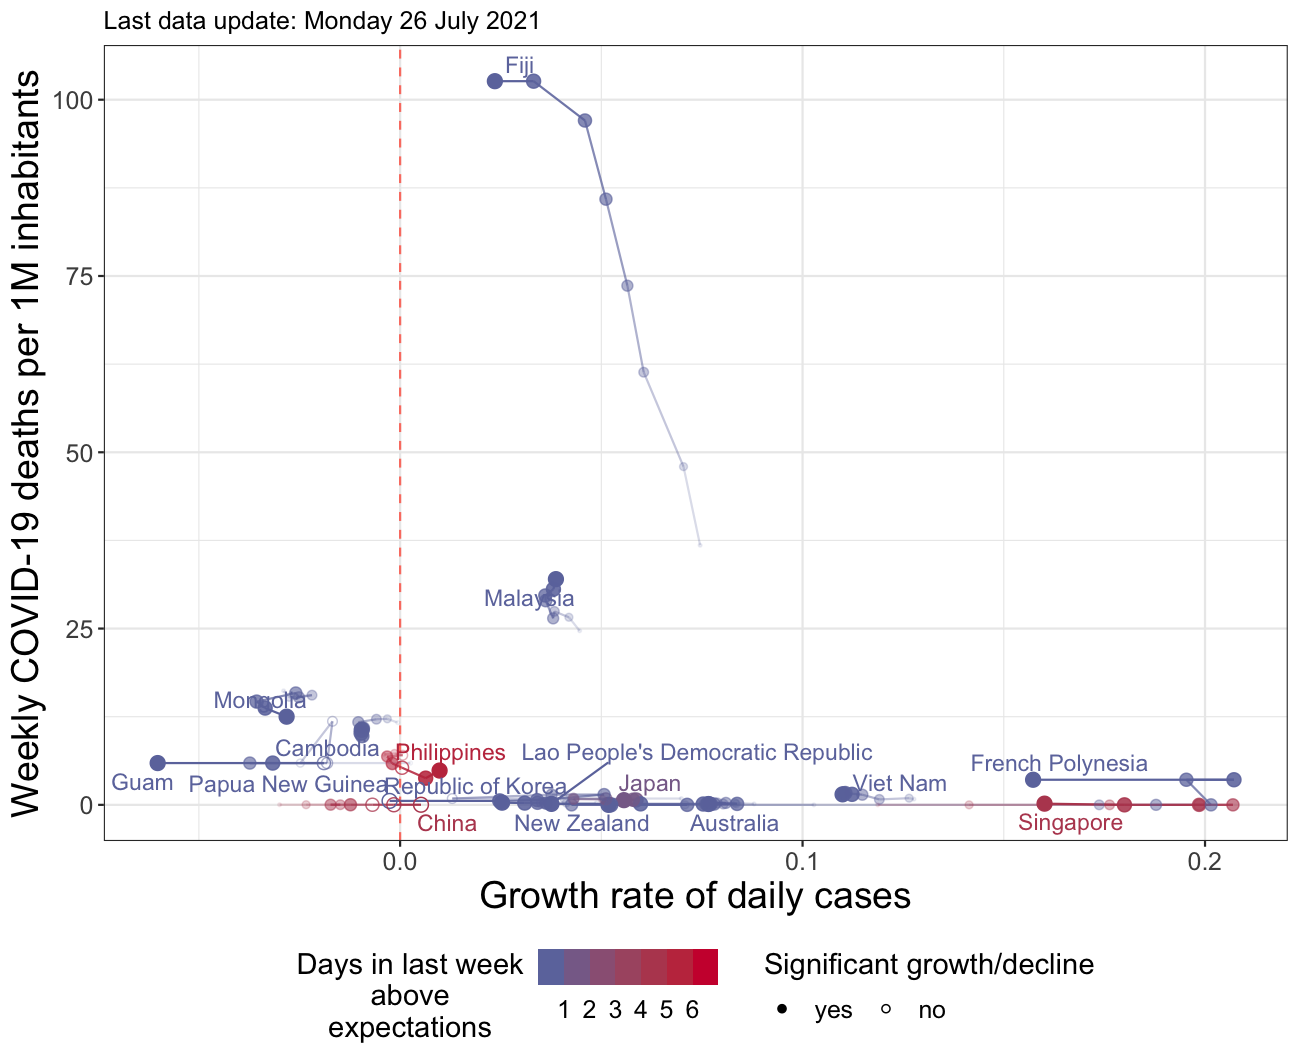 Last data update: Monday 26 July 2021
Weekly COVID-19 deaths per 1M inhabitants
100
75
50
25
0
Fiji
Malaysia
Mongolia
Cambodia
Philippines
Lao People's Democratic Republic
French Polynesia
Guam
Papua New Guinea
Republic of Korea
Japan
Viet Nam
China
New Zealand
Australia
Singapore
0.0
0.1
0.2
Growth rate of daily cases
Days in last week
above
expectations
1 2 3 4 5 6
Significant growth/decline
yes
no